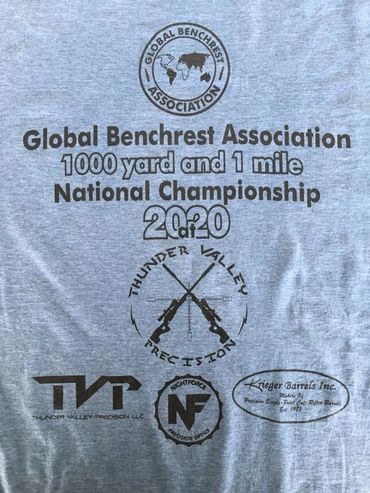 GLOBAL BENCHREST
ASSOCIATION
Global Benchrest Association
1000 yard and 1 mile
National Championship
2020
at
THUNDER VALLEY
PRECISION
TVP
THUNDER VALLEY PRECISION LLC
NIGHTFORCE
NF
PRECISION OPTICS
Krieger Barrels Inc.
Makers Of
Precision Single-Point Cut-Rifled Barrels
Est 1982